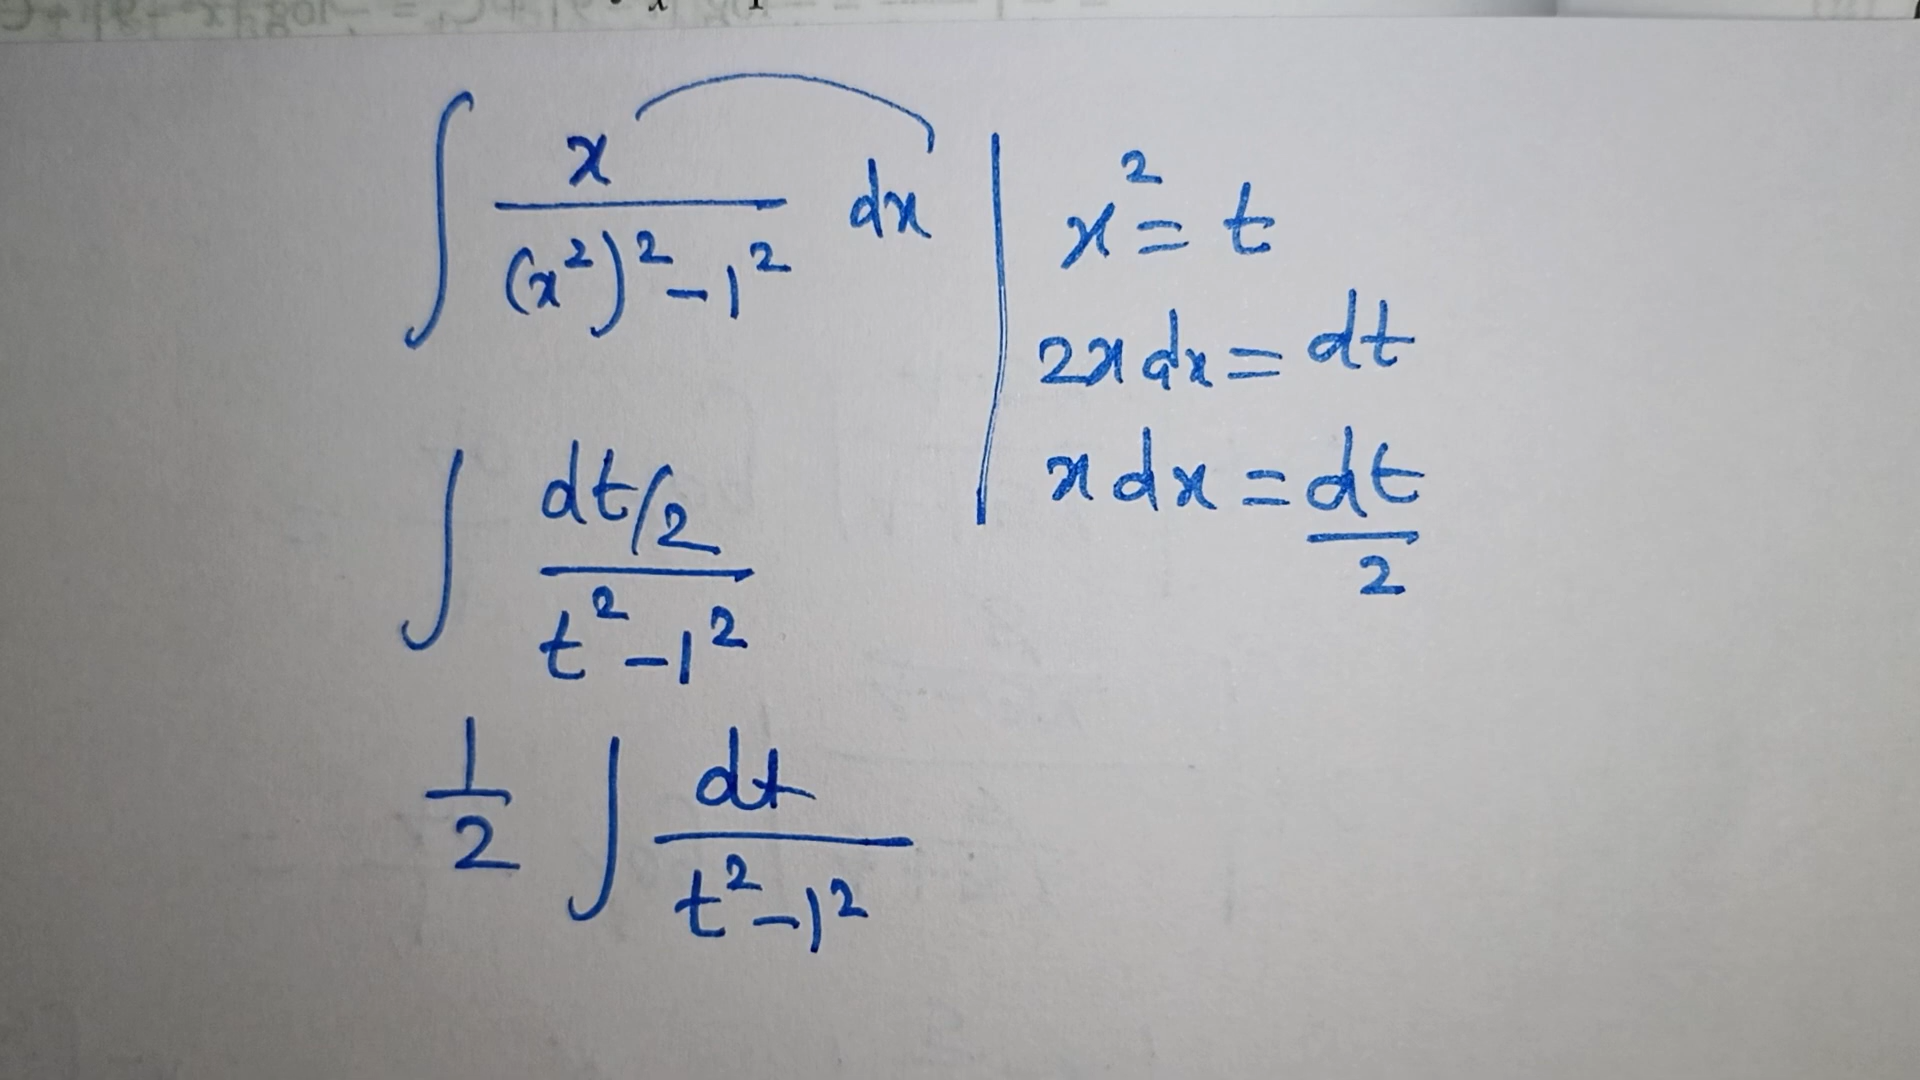 ∫ x/((x²)² - 1²) dx | x² = t
2x dx = dt
x dx = dt/2
∫ (dt/2)/(t² - 1²)
1/2 ∫ dt/(t² - 1²)